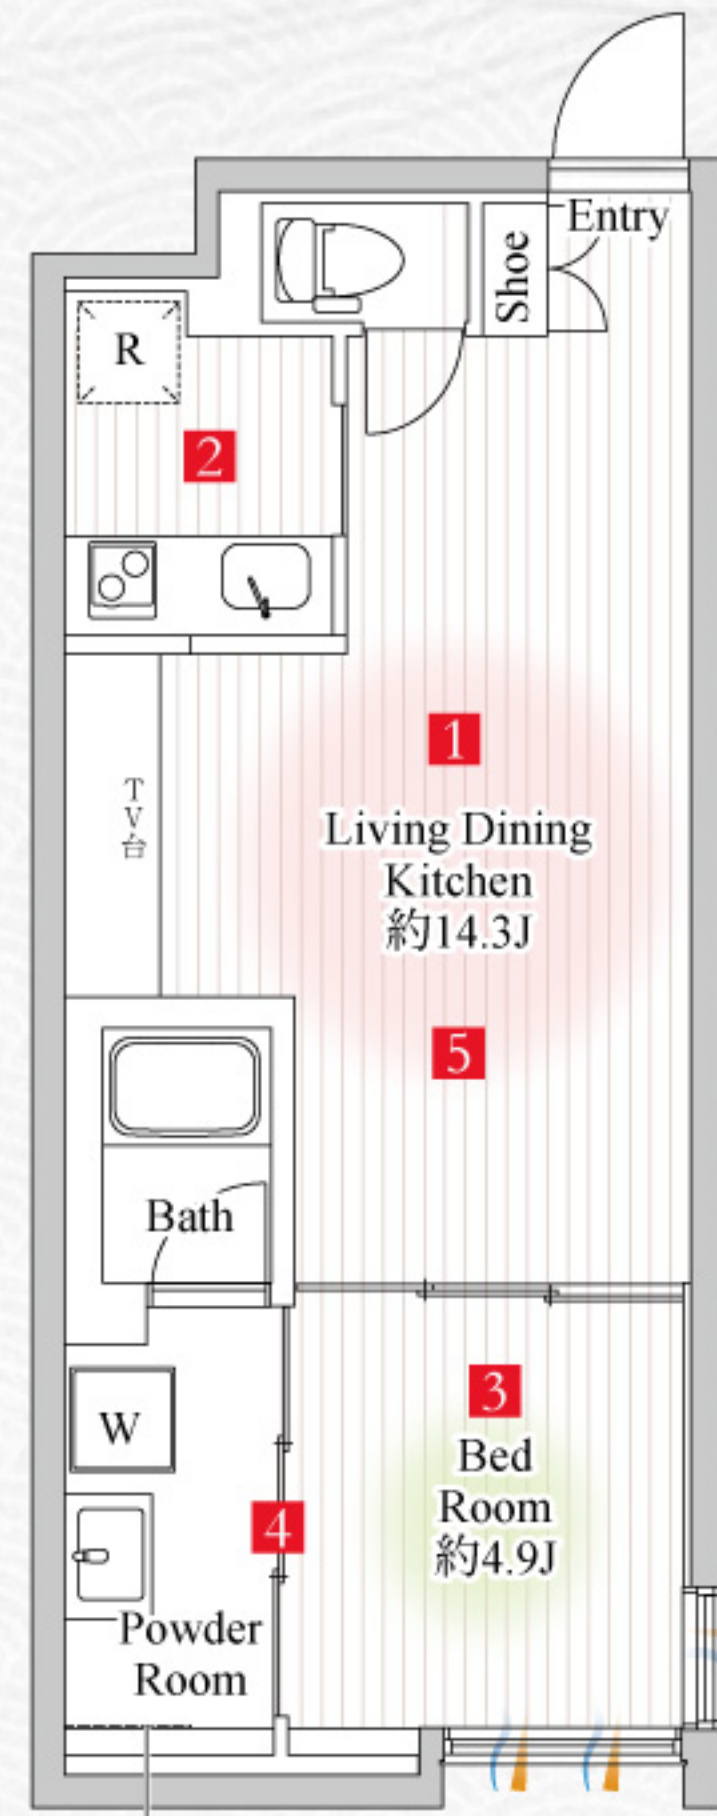 Entry
Shoe
R
2
1
TV台
Living Dining
Kitchen
約14.3J
5
Bath
3
W
Bed
Room
約4.9J
4
Powder
Room